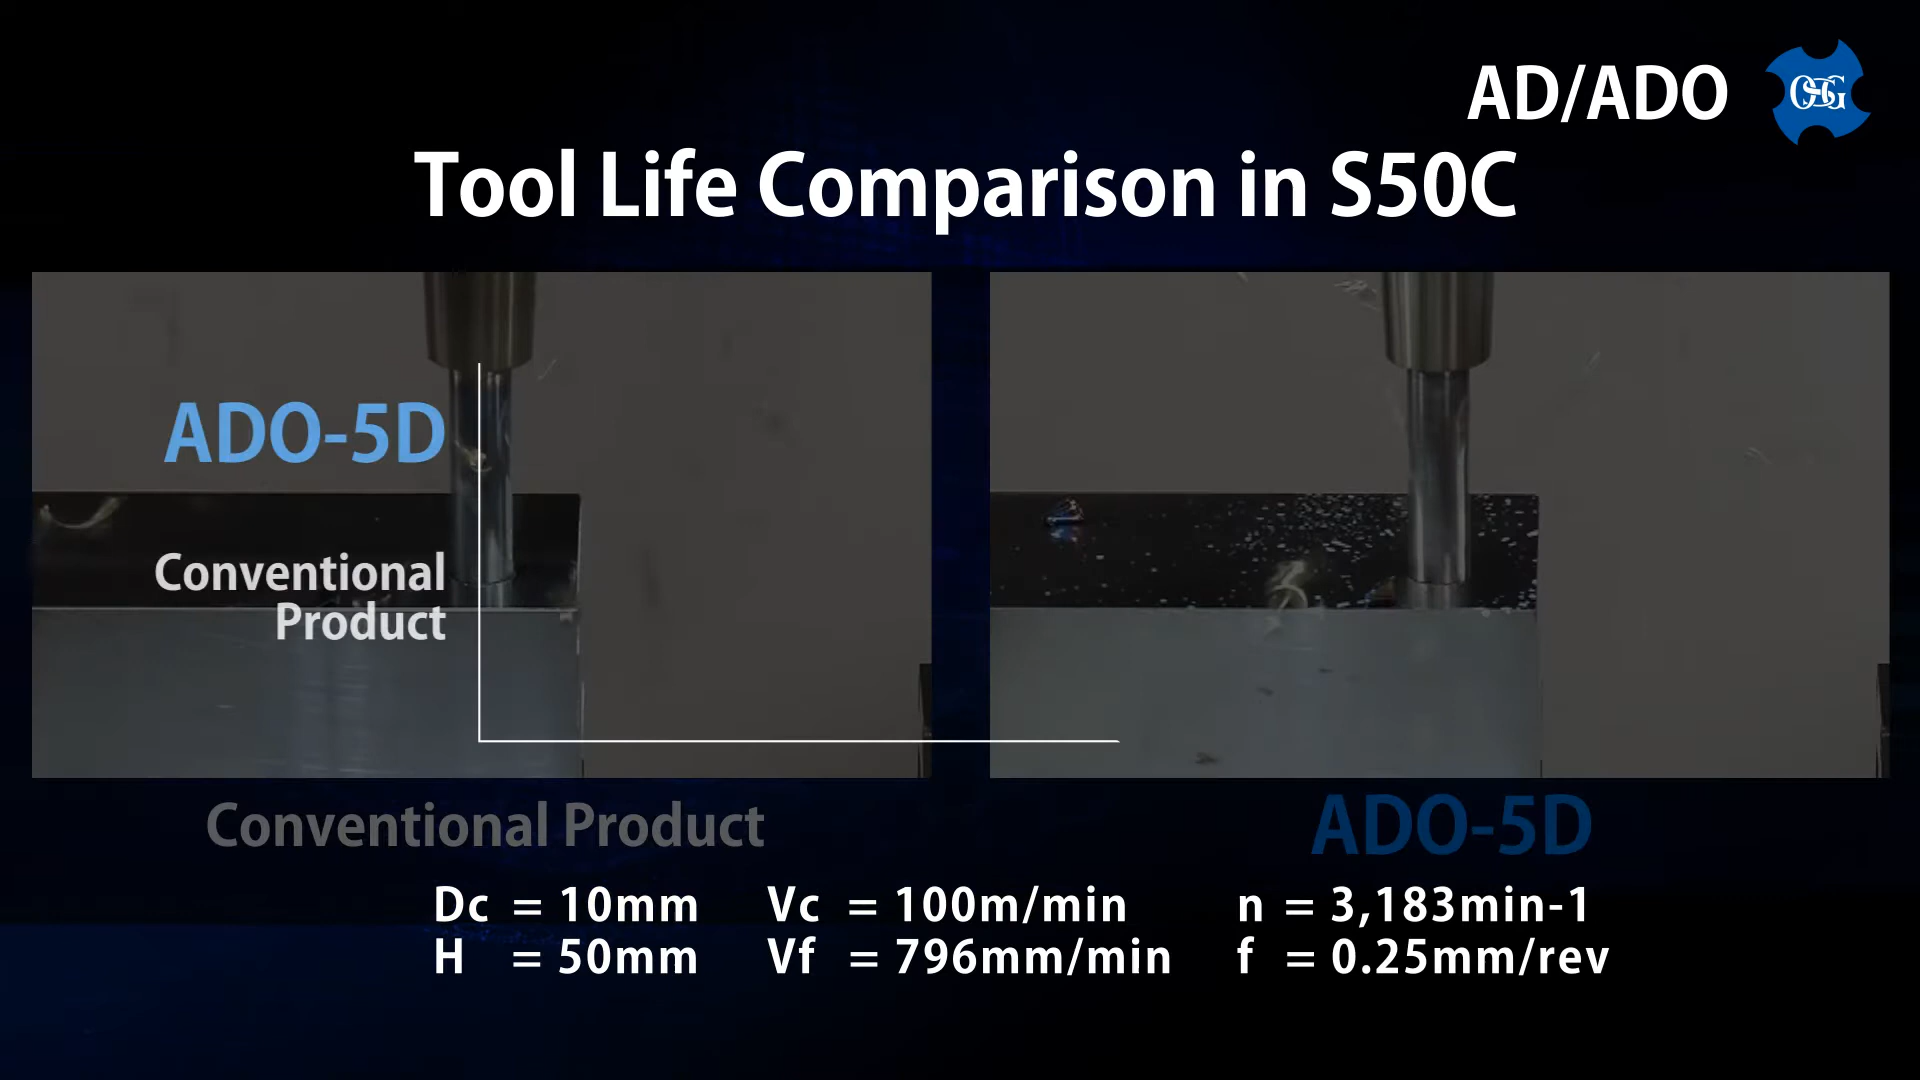 AD/ADO
OSG
Tool Life Comparison in S50C
ADO-5D
Conventional
Product
Conventional Product
ADO-5D
Dc = 10mm Vc = 100m/min n = 3,183min-1
H = 50mm Vf = 796mm/min f = 0.25mm/rev